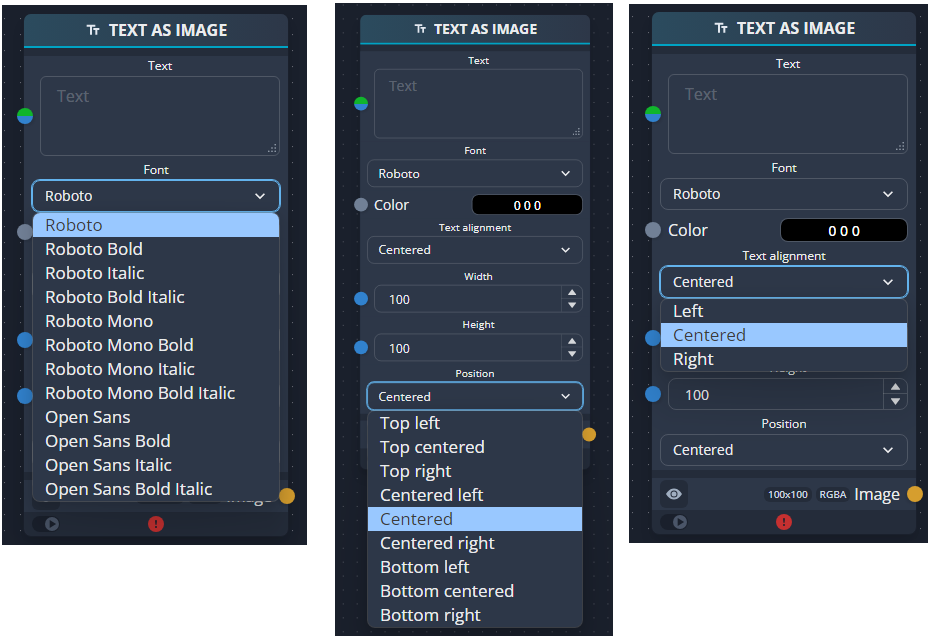 TEXT AS IMAGE
Text
Text
Font
Roboto
Roboto
Roboto Bold
Roboto Italic
Roboto Bold Italic
Roboto Mono
Roboto Mono Bold
Roboto Mono Italic
Roboto Mono Bold Italic
Open Sans
Open Sans Bold
Open Sans Italic
Open Sans Bold Italic
TEXT AS IMAGE
Text
Text
Font
Roboto
Color 0 0 0
Text alignment
Centered
Width
100
Height
100
Position
Centered
Top left
Top centered
Top right
Centered left
Centered
Centered right
Bottom left
Bottom centered
Bottom right
TEXT AS IMAGE
Text
Text
Font
Roboto
Color 0 0 0
Text alignment
Centered
Left
Centered
Right
100
Position
Centered
100x100 RGBA Image